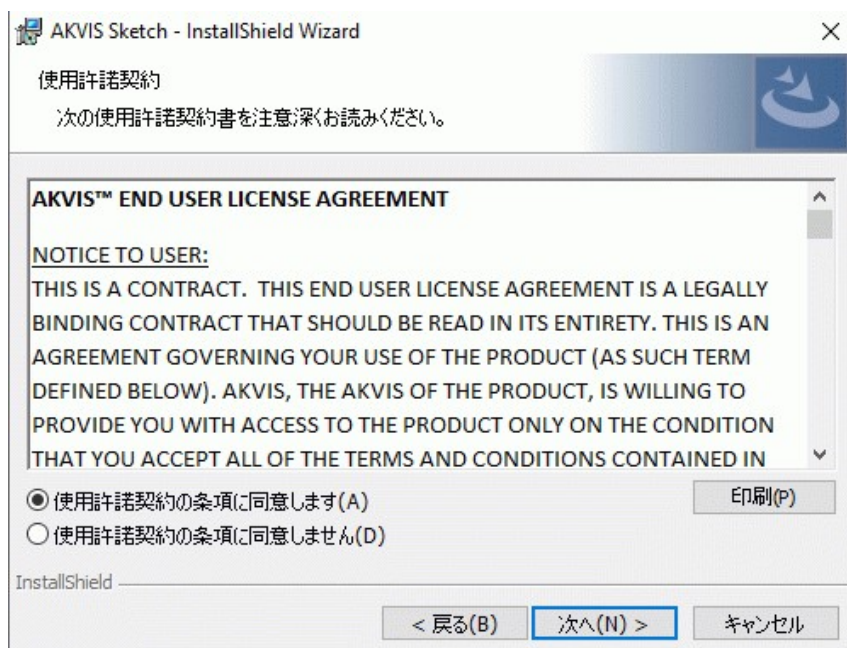 AKVIS Sketch - InstallShield Wizard
使用許諾契約
次の使用許諾契約書を注意深くお読みください。
AKVIS™ END USER LICENSE AGREEMENT
NOTICE TO USER:
THIS IS A CONTRACT.  THIS END USER LICENSE AGREEMENT IS A LEGALLY
BINDING CONTRACT THAT SHOULD BE READ IN ITS ENTIRETY. THIS IS AN
AGREEMENT GOVERNING YOUR USE OF THE PRODUCT (AS SUCH TERM
DEFINED BELOW). AKVIS, THE AKVIS OF THE PRODUCT, IS WILLING TO
PROVIDE YOU WITH ACCESS TO THE PRODUCT ONLY ON THE CONDITION
THAT YOU ACCEPT ALL OF THE TERMS AND CONDITIONS CONTAINED IN
使用許諾契約の条項に同意します(A)
印刷(P)
使用許諾契約の条項に同意しません(D)
InstallShield
< 戻る(B)
次へ(N) >
キャンセル